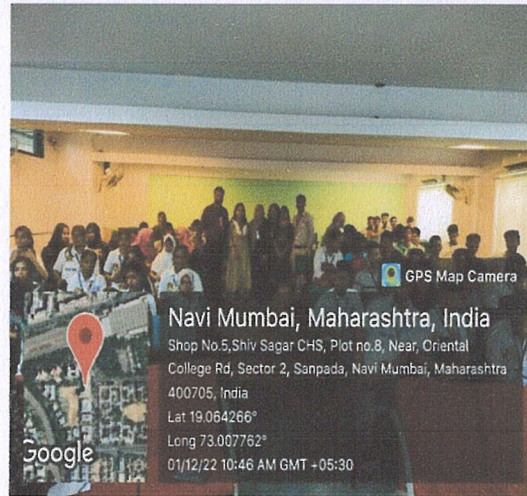 GPS Map Camera
Navi Mumbai, Maharashtra, India
Shop No.5,Shiv Sagar CHS, Plot no.8, Near, Oriental
College Rd, Sector 2, Sanpada, Navi Mumbai, Maharashtra
400705, India
Lat 19.064266°
Long 73.007762°
01/12/22 10:46 AM GMT +05:30
Google